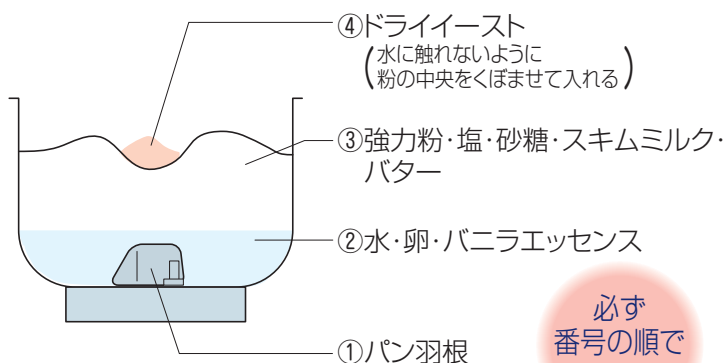 ④ドライイースト
(水に触れないように
粉の中央をくぼませて入れる)
③強力粉・塩・砂糖・スキムミルク・
バター
②水・卵・バニラエッセンス
必ず
番号の順で
①パン羽根